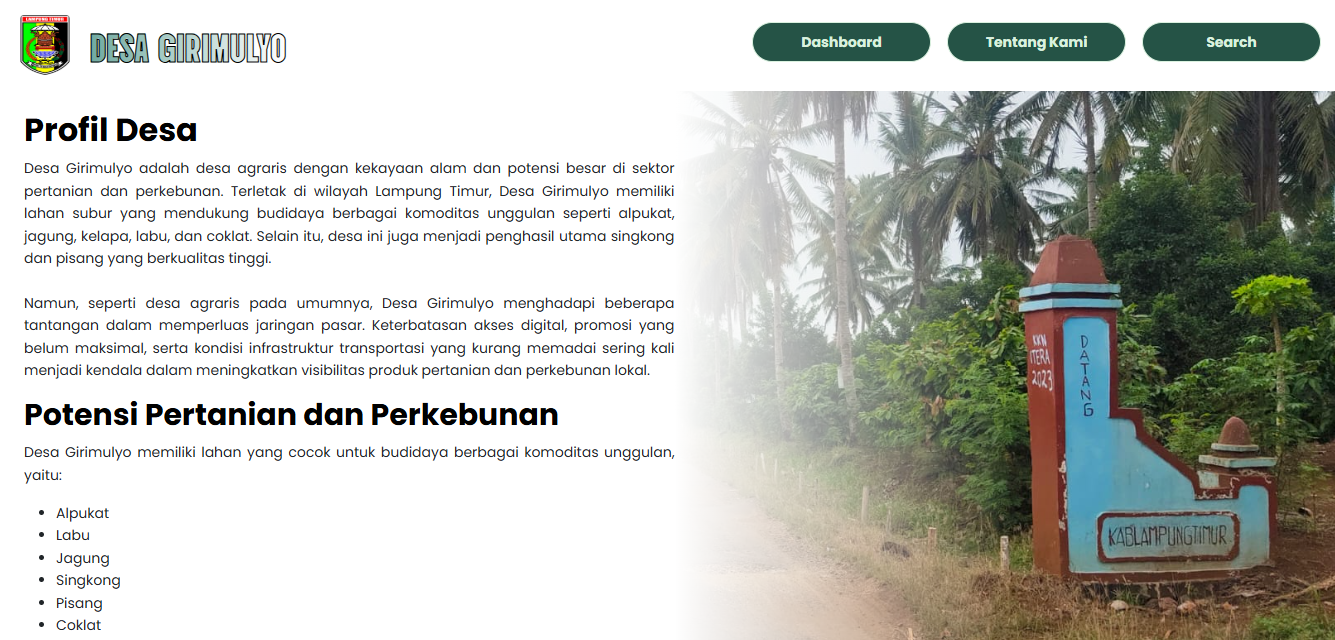 LAMPUNG TIMUR
DESA GIRIMULYO
Dashboard
Tentang Kami
Search
Profil Desa
Desa Girimulyo adalah desa agraris dengan kekayaan alam dan potensi besar di sektor
pertanian dan perkebunan. Terletak di wilayah Lampung Timur, Desa Girimulyo memiliki
lahan subur yang mendukung budidaya berbagai komoditas unggulan seperti alpukat,
jagung, kelapa, labu, dan coklat. Selain itu, desa ini juga menjadi penghasil utama singkong
dan pisang yang berkualitas tinggi.
Namun, seperti desa agraris pada umumnya, Desa Girimulyo menghadapi beberapa
tantangan dalam memperluas jaringan pasar. Keterbatasan akses digital, promosi yang
belum maksimal, serta kondisi infrastruktur transportasi yang kurang memadai sering kali
menjadi kendala dalam meningkatkan visibilitas produk pertanian dan perkebunan lokal.
Potensi Pertanian dan Perkebunan
Desa Girimulyo memiliki lahan yang cocok untuk budidaya berbagai komoditas unggulan,
yaitu:
Alpukat
Labu
Jagung
Singkong
Pisang
Coklat
KKN
ITERA
2023
DATANG
KABLAMPUNGTIMUR